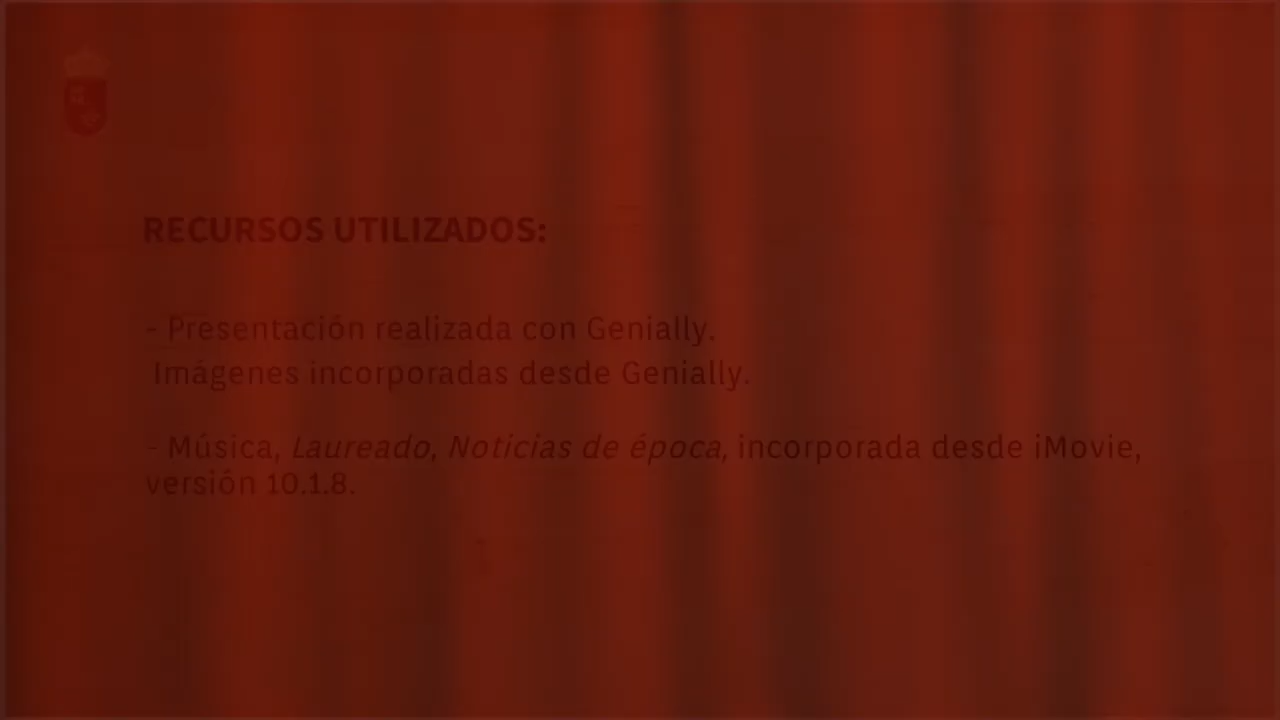 RECURSOS UTILIZADOS:
- Presentación realizada con Genially.
Imágenes incorporadas desde Genially.
- Música, Laureado, Noticias de época, incorporada desde iMovie,
versión 10.1.8.